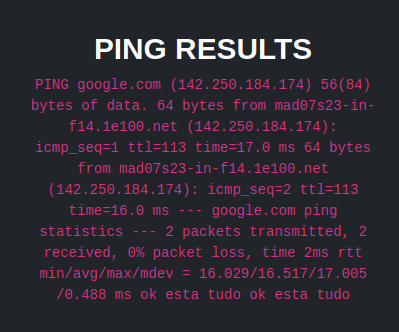 PING RESULTS
PING google.com (142.250.184.174) 56(84)
bytes of data. 64 bytes from mad07s23-in-
f14.1e100.net (142.250.184.174):
icmp_seq=1 ttl=113 time=17.0 ms 64 bytes
from mad07s23-in-f14.1e100.net
(142.250.184.174): icmp_seq=2 ttl=113
time=16.0 ms --- google.com ping
statistics --- 2 packets transmitted, 2
received, 0% packet loss, time 2ms rtt
min/avg/max/mdev = 16.029/16.517/17.005
/0.488 ms ok esta tudo ok esta tudo